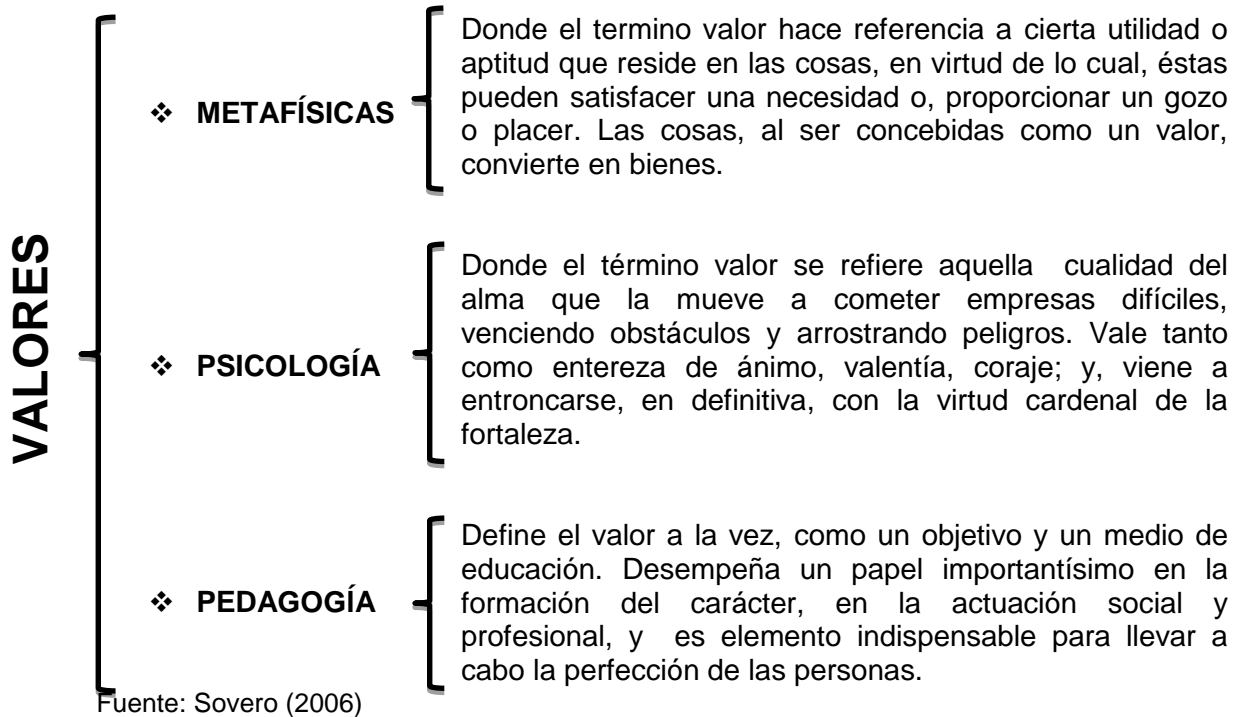 VALORES
❖ METAFÍSICAS
Donde el termino valor hace referencia a cierta utilidad o
aptitud que reside en las cosas, en virtud de lo cual, éstas
pueden satisfacer una necesidad o, proporcionar un gozo
o placer. Las cosas, al ser concebidas como un valor,
convierte en bienes.
❖ PSICOLOGÍA
Donde el término valor se refiere aquella cualidad del
alma que la mueve a cometer empresas difíciles,
venciendo obstáculos y arrostrando peligros. Vale tanto
como entereza de ánimo, valentía, coraje; y, viene a
entroncarse, en definitiva, con la virtud cardenal de la
fortaleza.
❖ PEDAGOGÍA
Define el valor a la vez, como un objetivo y un medio de
educación. Desempeña un papel importantísimo en la
formación del carácter, en la actuación social y
profesional, y es elemento indispensable para llevar a
cabo la perfección de las personas.
Fuente: Sovero (2006)